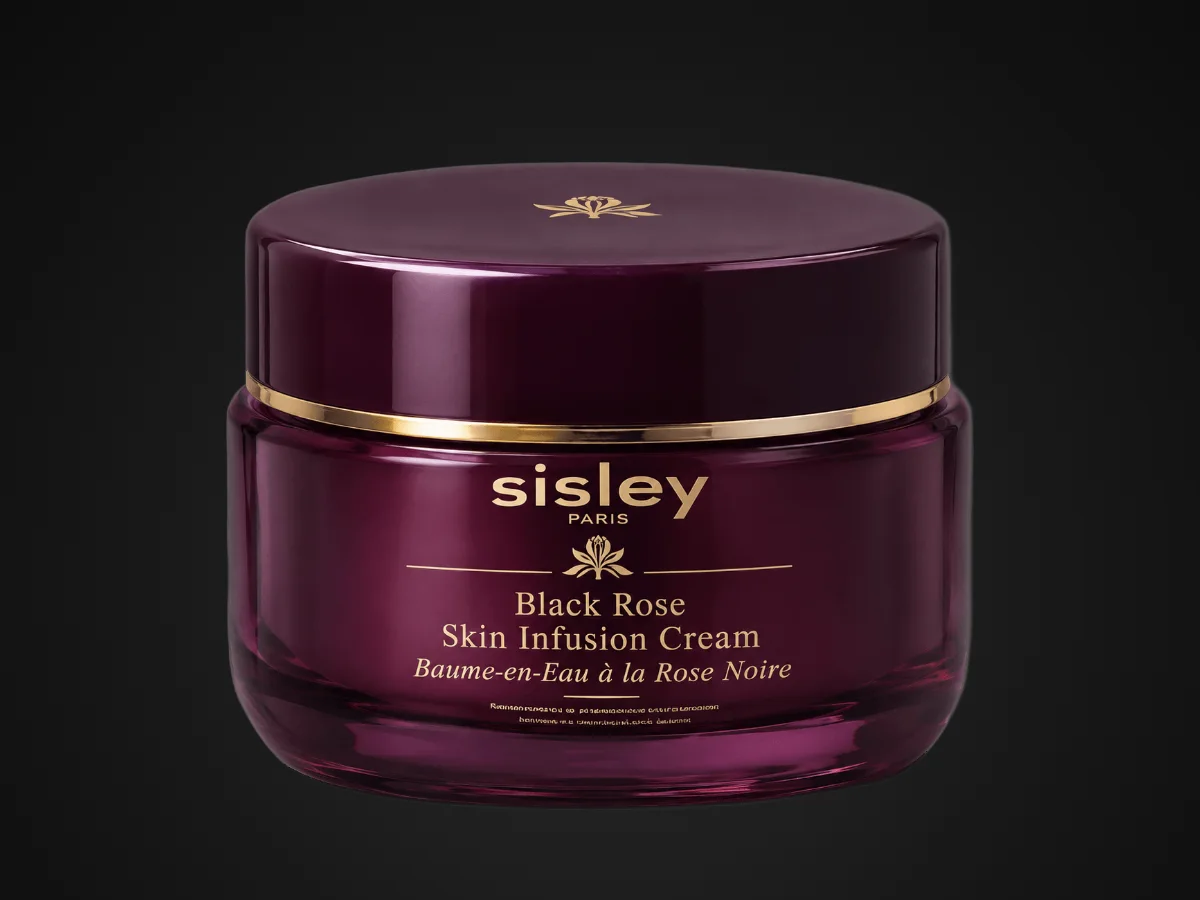 sisley
PARIS
Black Rose
Skin Infusion Cream
Baume-en-Eau à la Rose Noire